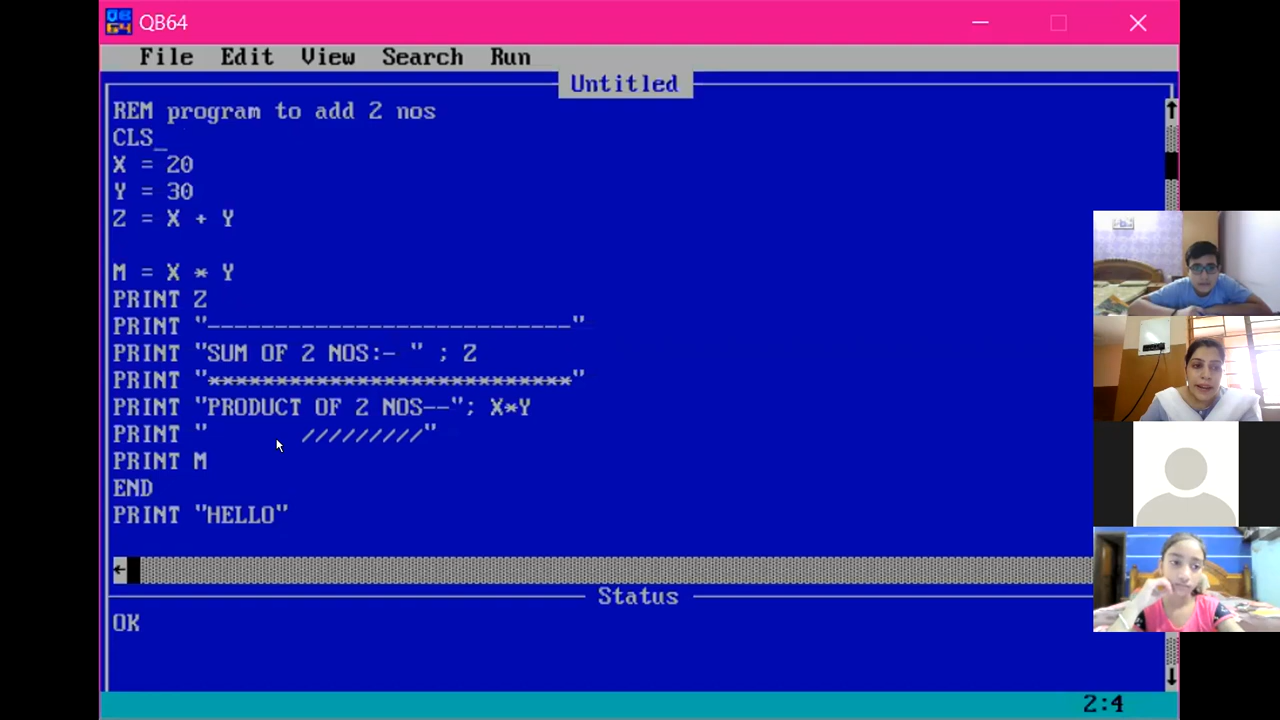 QB64
File Edit View Search Run
Untitled
REM program to add 2 nos
CLS_
X = 20
Y = 30
Z = X + Y
M = X * Y
PRINT Z
PRINT "---------------------------"
PRINT "SUM OF 2 NOS:- " ; Z
PRINT "***************************"
PRINT "PRODUCT OF 2 NOS--"; X*Y
PRINT "       /////////"
PRINT M
END
PRINT "HELLO"
Status
OK
2:4